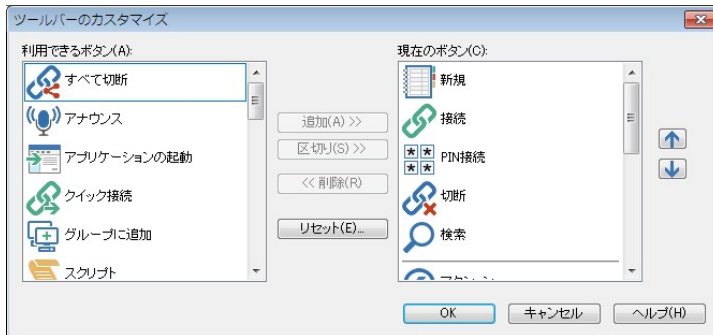 ツールバーのカスタマイズ
利用できるボタン(A):
すべて切断
アナウンス
アプリケーションの起動
クイック接続
グループに追加
スクリプト
追加(A) >>
区切り(S) >>
<< 削除(R)
リセット(E)...
現在のボタン(C):
新規
接続
PIN接続
切断
検索
OK
キャンセル
ヘルプ(H)